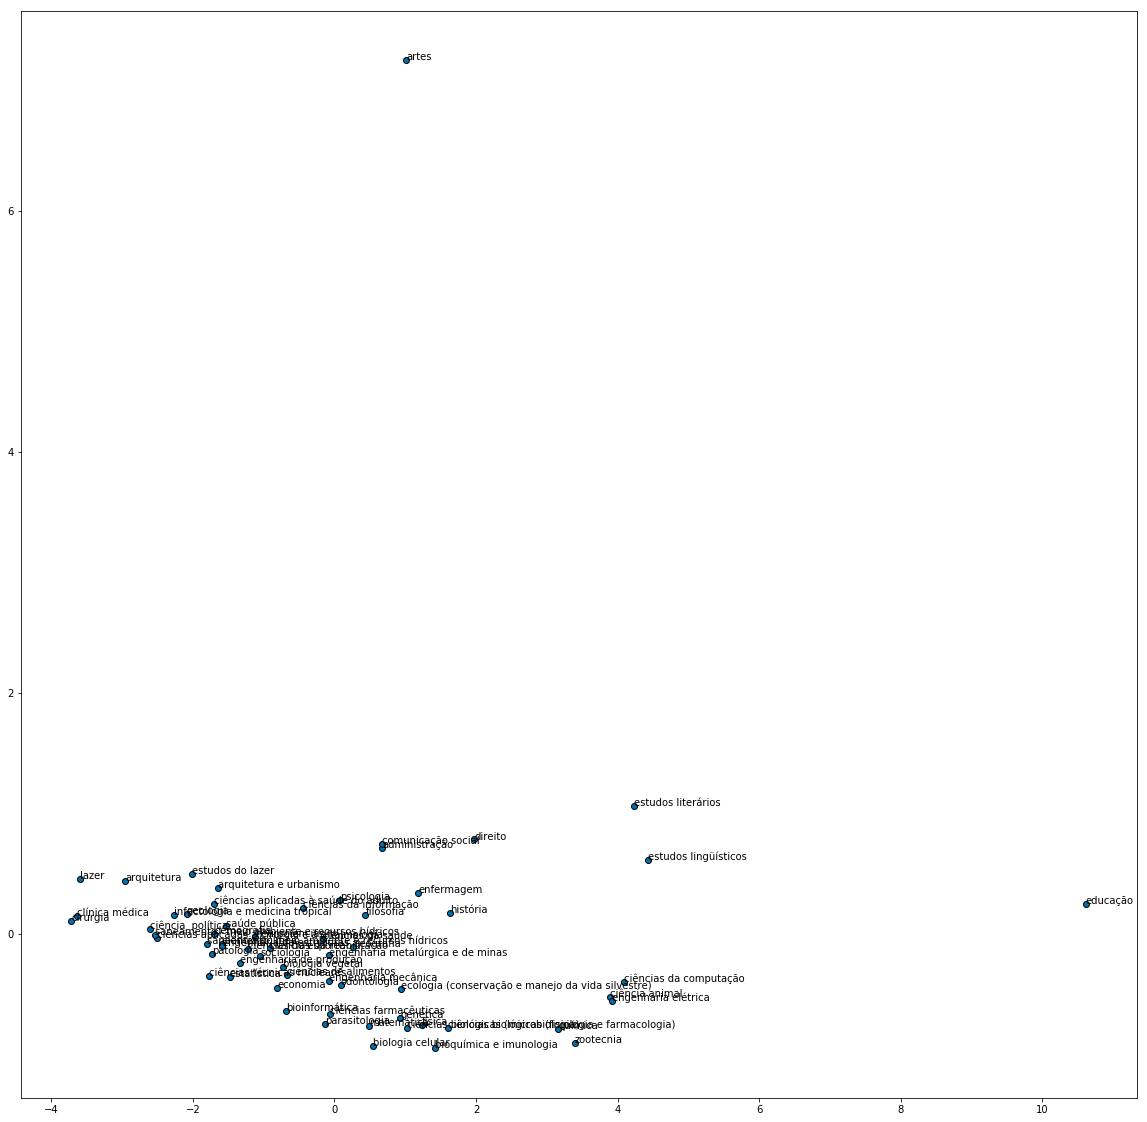 artes
6
4
2
estudos literários
direito
comunicação social
administração
estudos lingüísticos
estudos do lazer
lazer
arquitetura
arquitetura e urbanismo
enfermagem
psicologia
educação
ciências aplicadas à saúde do adulto
ciências da informação
clínica médica
infectologia e medicina tropical
geologia
filosofia
história
cirurgia
saúde pública
ciência política
0
patologia
sociologia
engenharia metalúrgica e de minas
engenharia de produção
biologia vegetal
estatística
ciências da computação
engenharia mecânica
odontologia
ecologia (conservação e manejo da vida silvestre)
economia
ciência animal
engenharia elétrica
bioinformática
ciências farmacêuticas
genética
parasitologia
física
zootecnia
biologia celular
bioquímica e imunologia
−4
−2
0
2
4
6
8
10